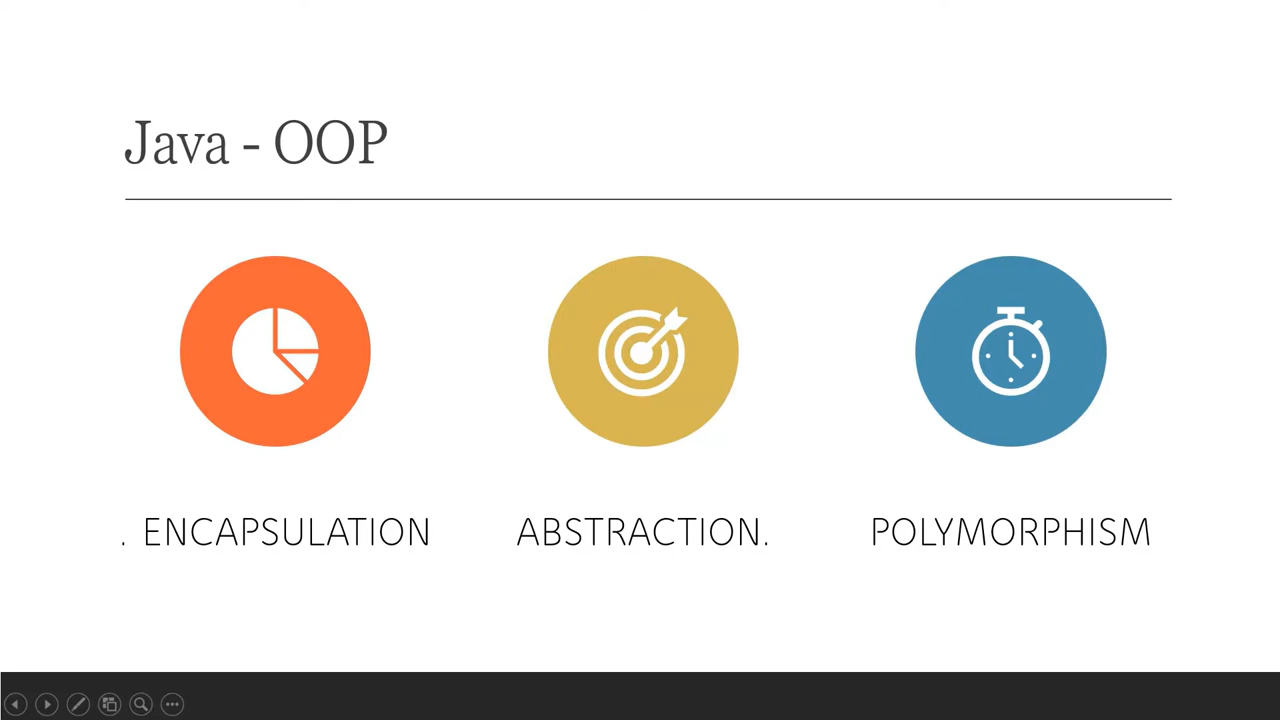 Java - OOP
. ENCAPSULATION
ABSTRACTION.
POLYMORPHISM